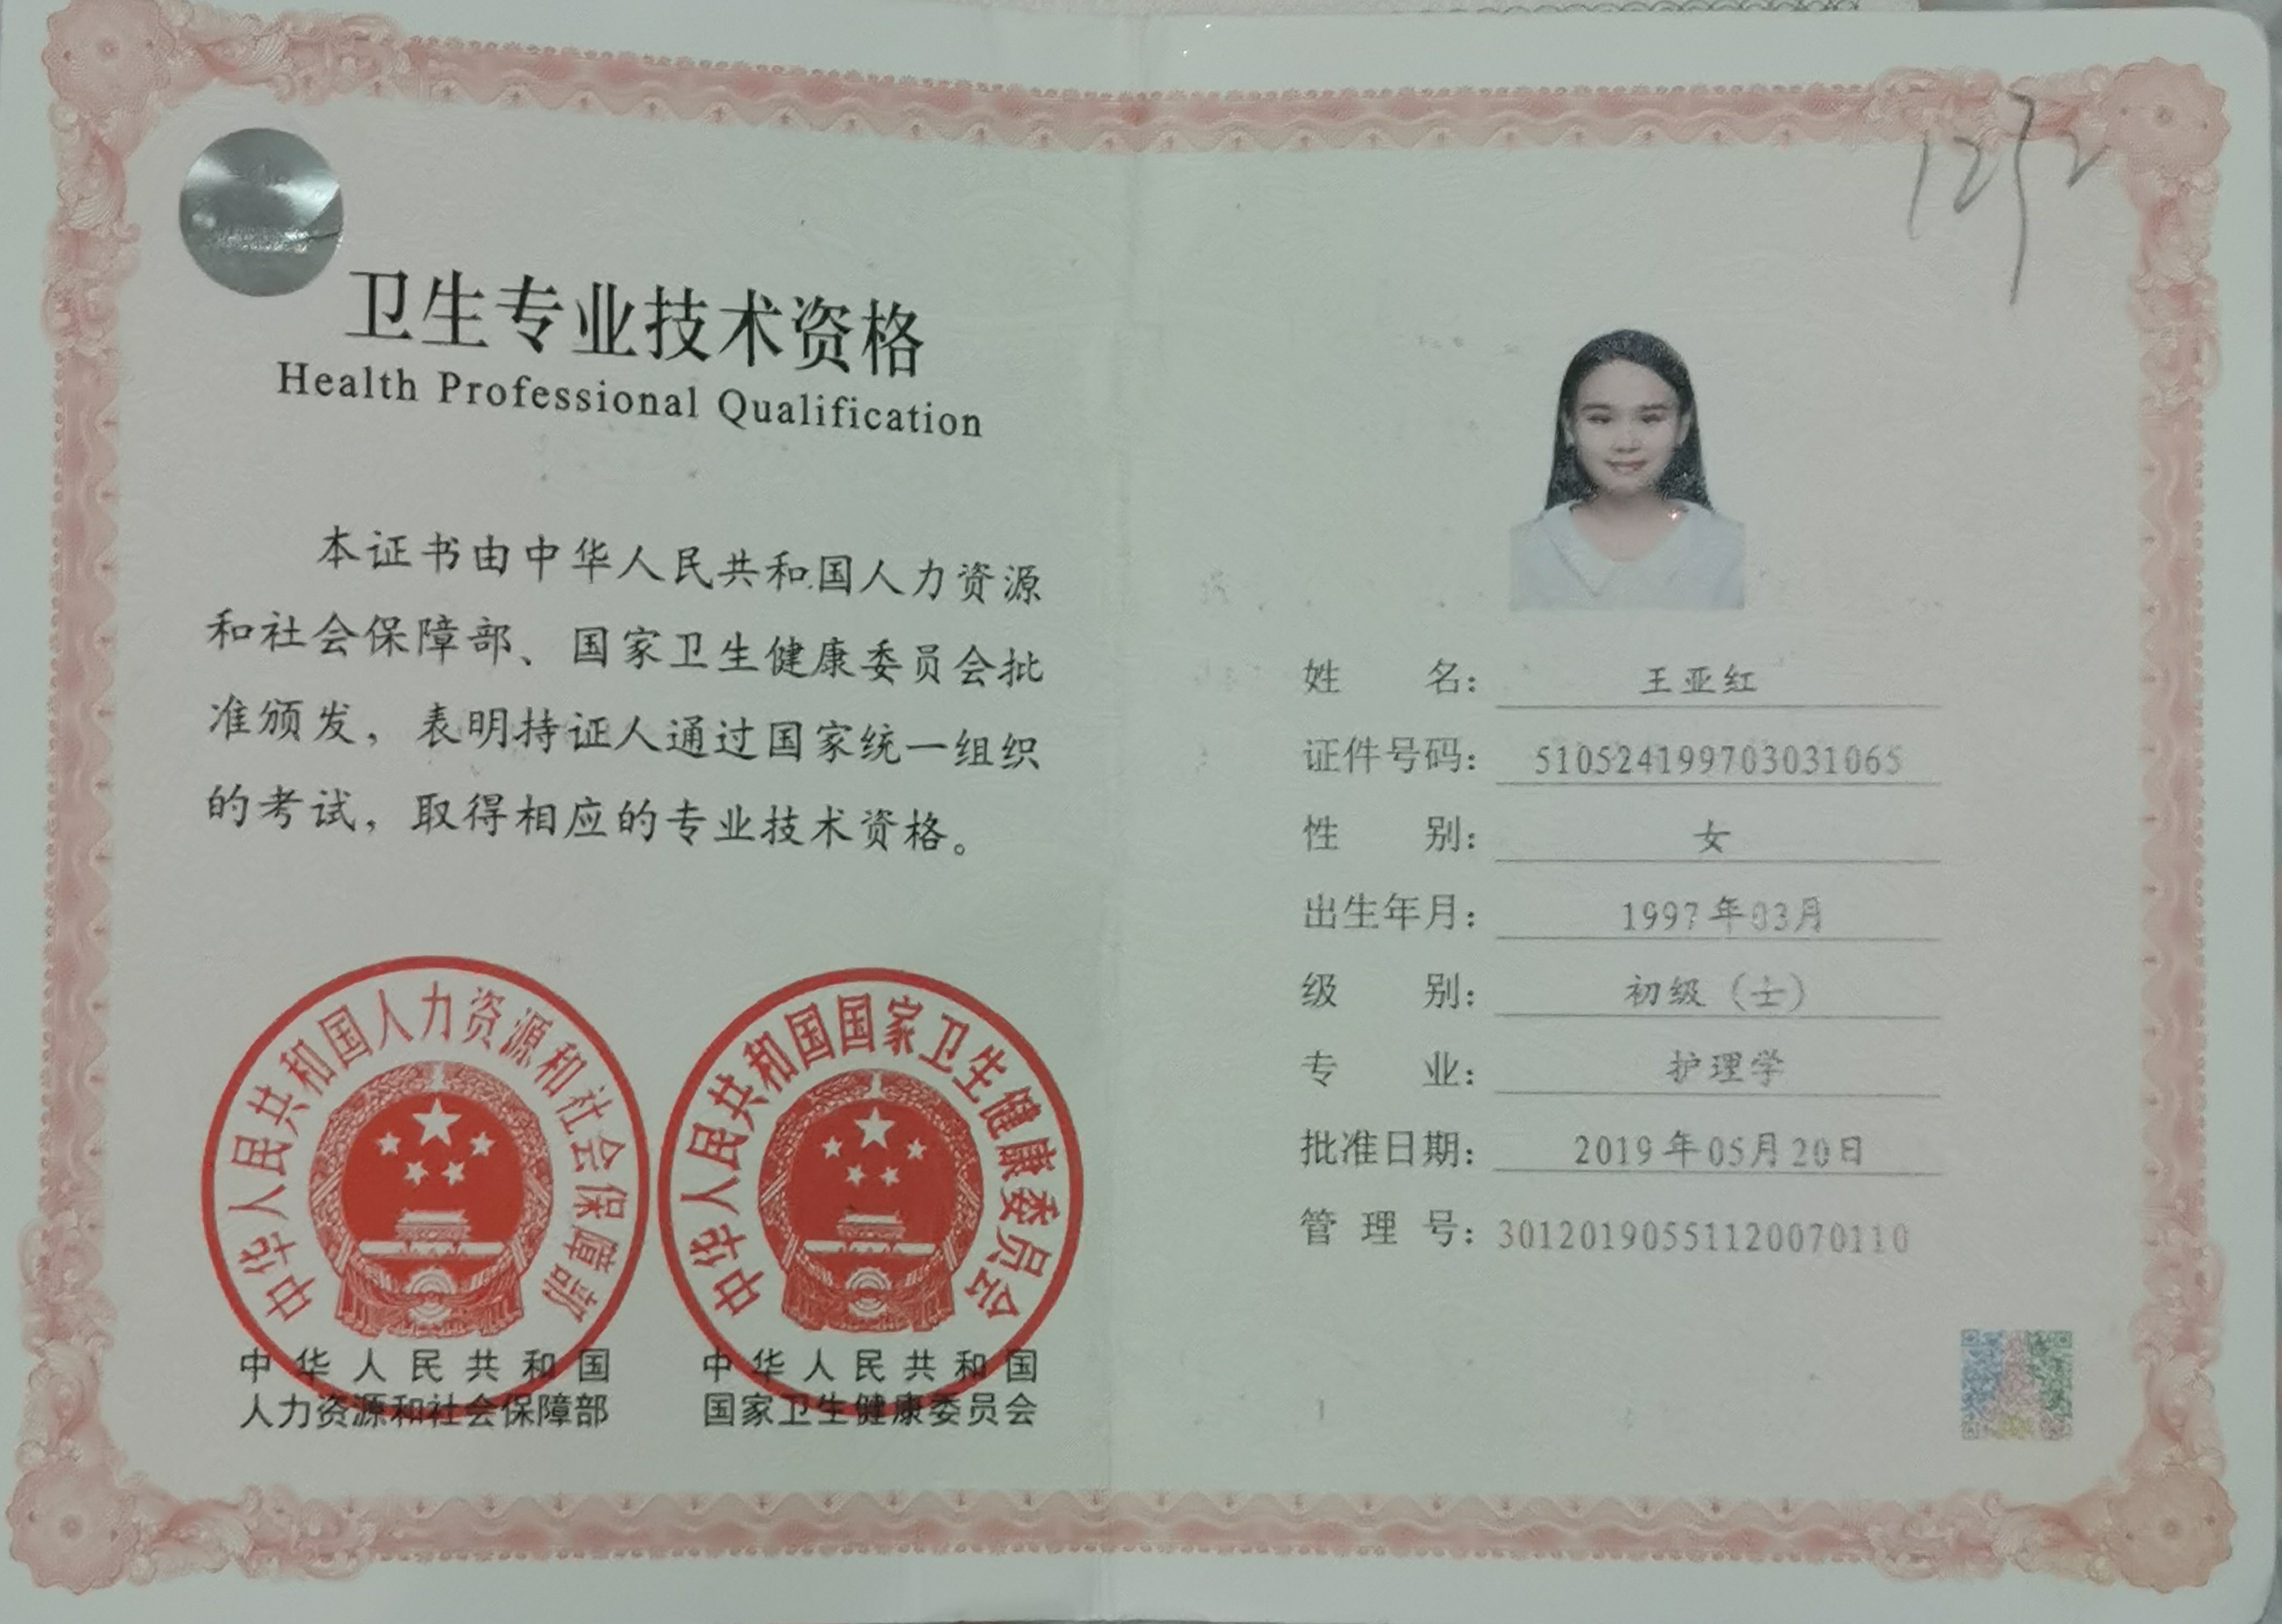 卫生专业技术资格
Health Professional Qualification
本证书由中华人民共和国人力资源
和社会保障部、国家卫生健康委员会批
准颁发，表明持证人通过国家统一组织
的考试，取得相应的专业技术资格。
中华人民共和国人力资源和社会保障部
中华人民共和国国家卫生健康委员会
中华人民共和国
人力资源和社会保障部
中华人民共和国
国家卫生健康委员会
姓名：王亚红
证件号码：510524199703031065
性别：女
出生年月：1997年03月
级别：初级（士）
专业：护理学
批准日期：2019年05月20日
管理号：30120190551120070110